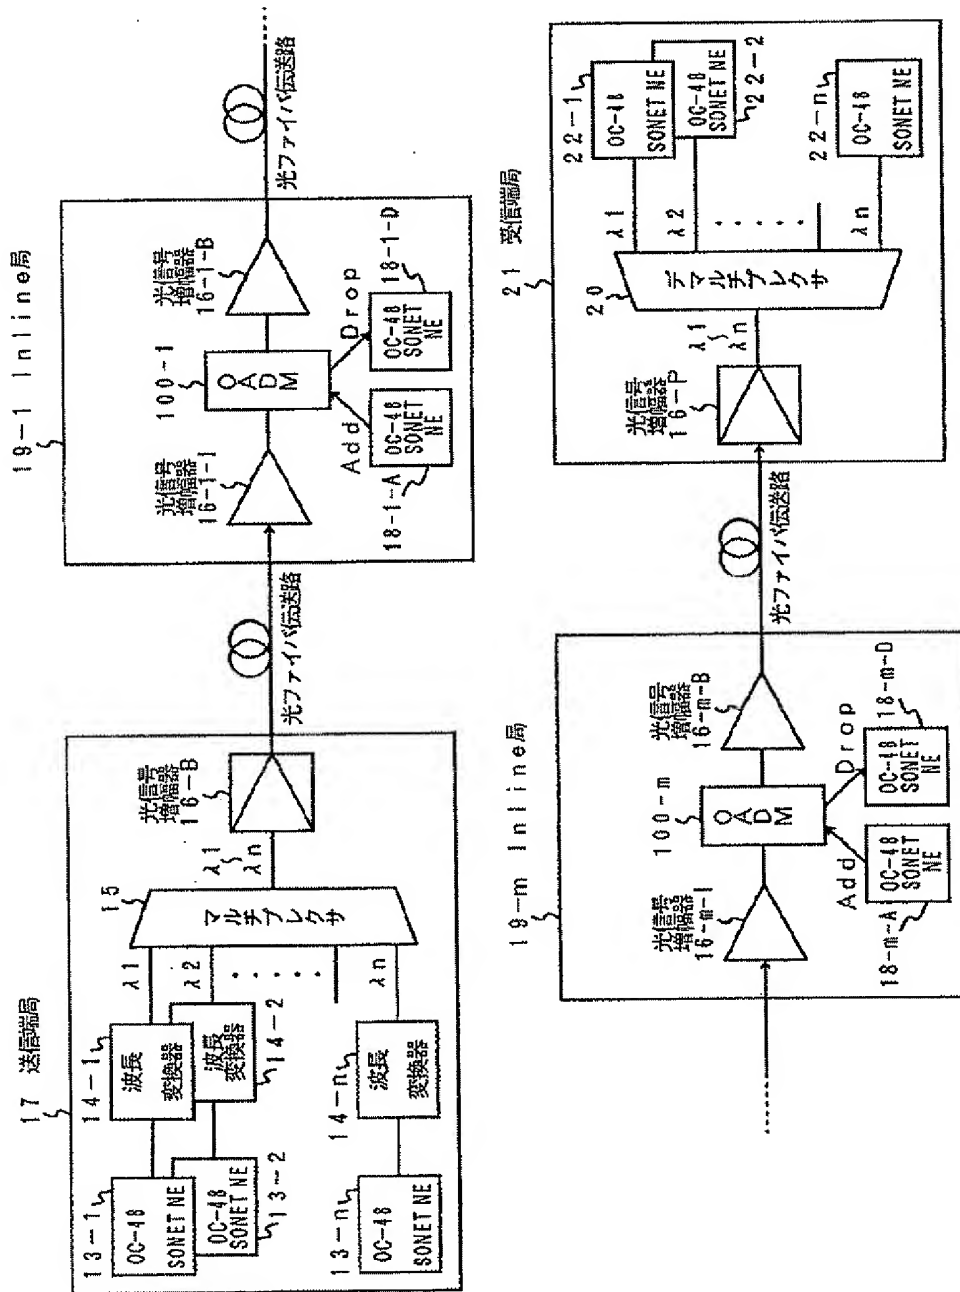 17 送信端局
13-1
OC-48
SONET NE
OC-48
SONET NE
13-2
13-n
OC-48
SONET NE
14-1
波長
変換器
波長
変換器
14-2
14-n
波長
変換器
λ1
λ2
λn
15
マルチプレクサ
λ1
λn
光信号
増幅器
16-B
光ファイバ伝送路
19-1 Inline局
光信号
増幅器
16-1-I
100-1
OADM
光信号
増幅器
16-1-B
Add
Drop
18-1-A
OC-48
SONET
NE
OC-48
SONET
NE
18-1-D
光ファイバ伝送路
19-m Inline局
光信号
増幅器
16-m-I
100-m
OADM
光信号
増幅器
16-m-B
Add
Drop
18-m-A
OC-48
SONET
NE
OC-48
SONET
NE
18-m-D
光ファイバ伝送路
21 受信端局
光信号
増幅器
16-P
λ1
λn
20
デマルチプレクサ
λ1
λ2
λn
22-1
OC-48
SONET NE
OC-48
SONET NE
22-2
22-n
OC-48
SONET NE